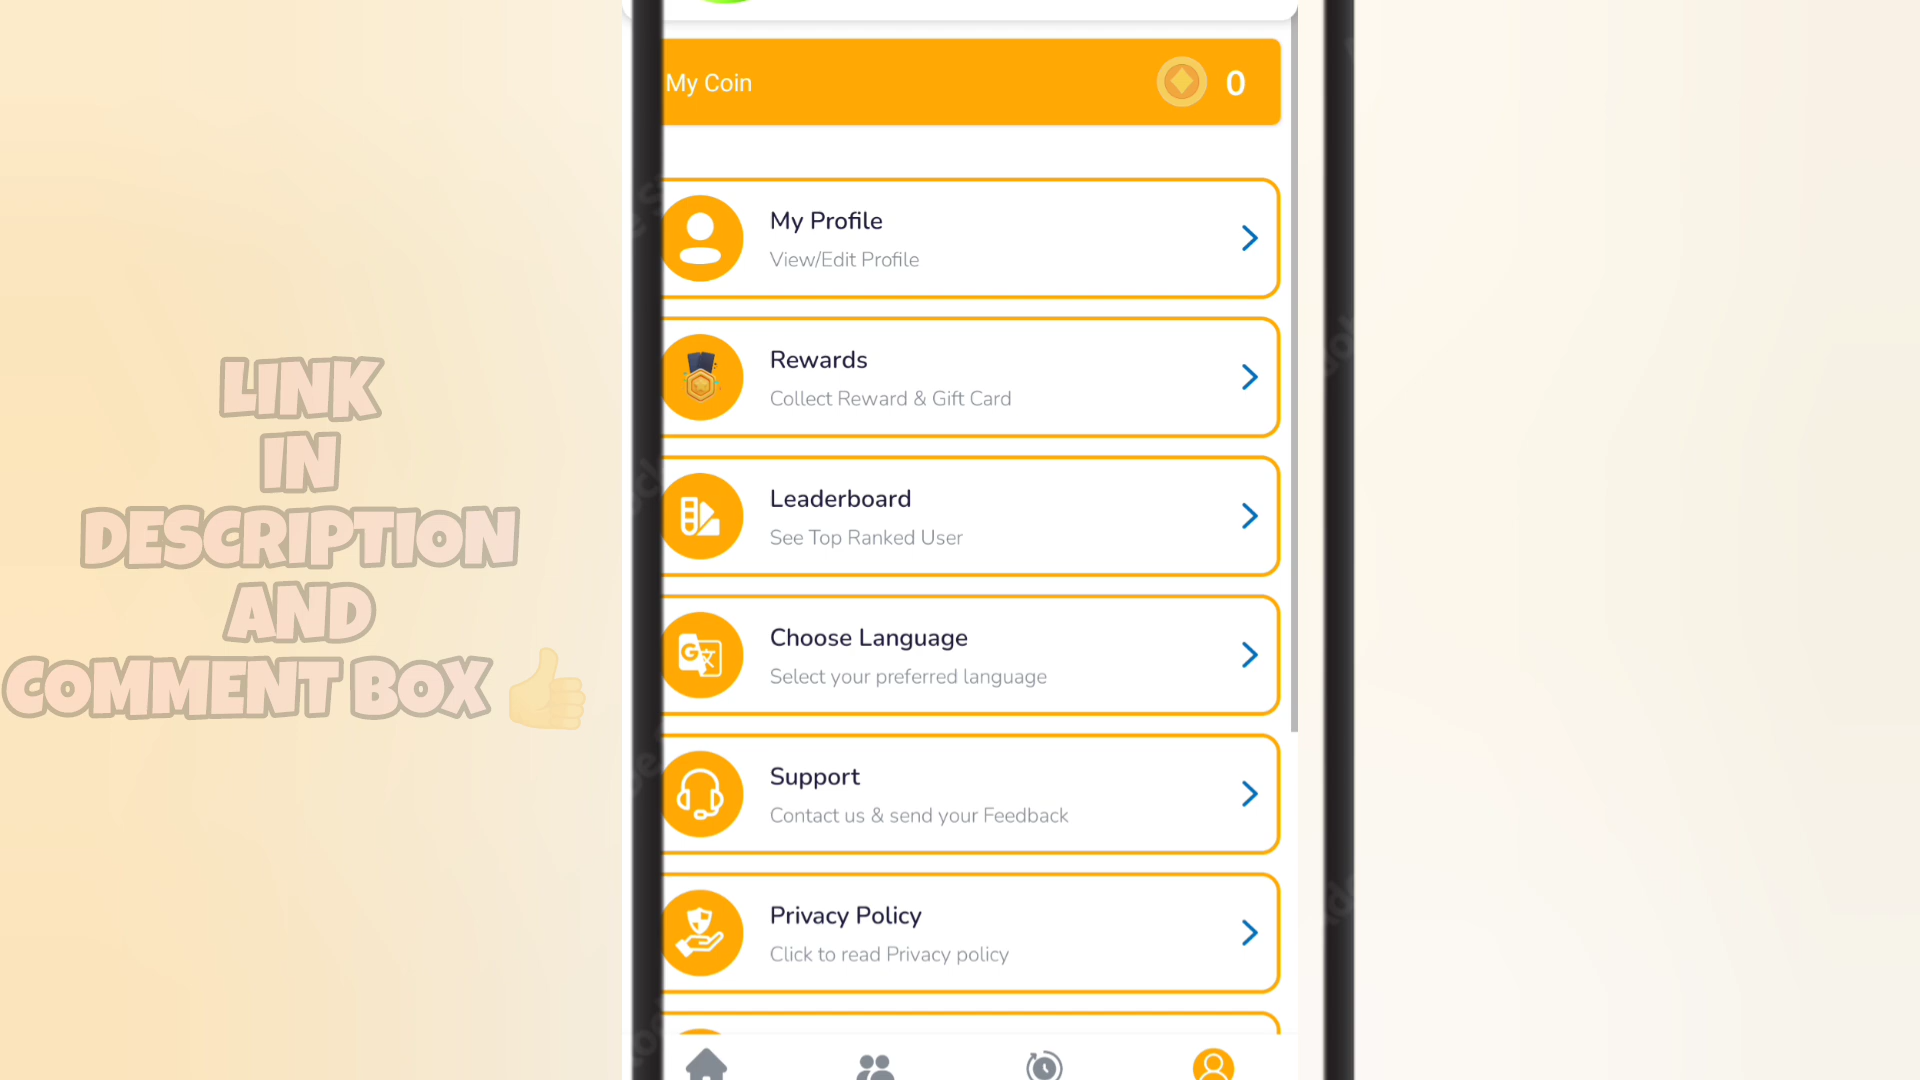 My Coin
0
My Profile
View/Edit Profile
Rewards
Collect Reward & Gift Card
Leaderboard
See Top Ranked User
Choose Language
Select your preferred language
Support
Contact us & send your Feedback
Privacy Policy
Click to read Privacy policy
LINK
IN
DESCRIPTION
AND
COMMENT BOX